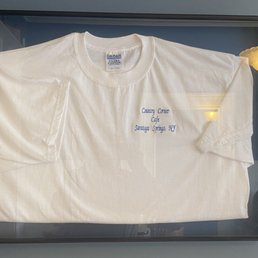 Country Corner
Cafe
Saratoga Springs, NY